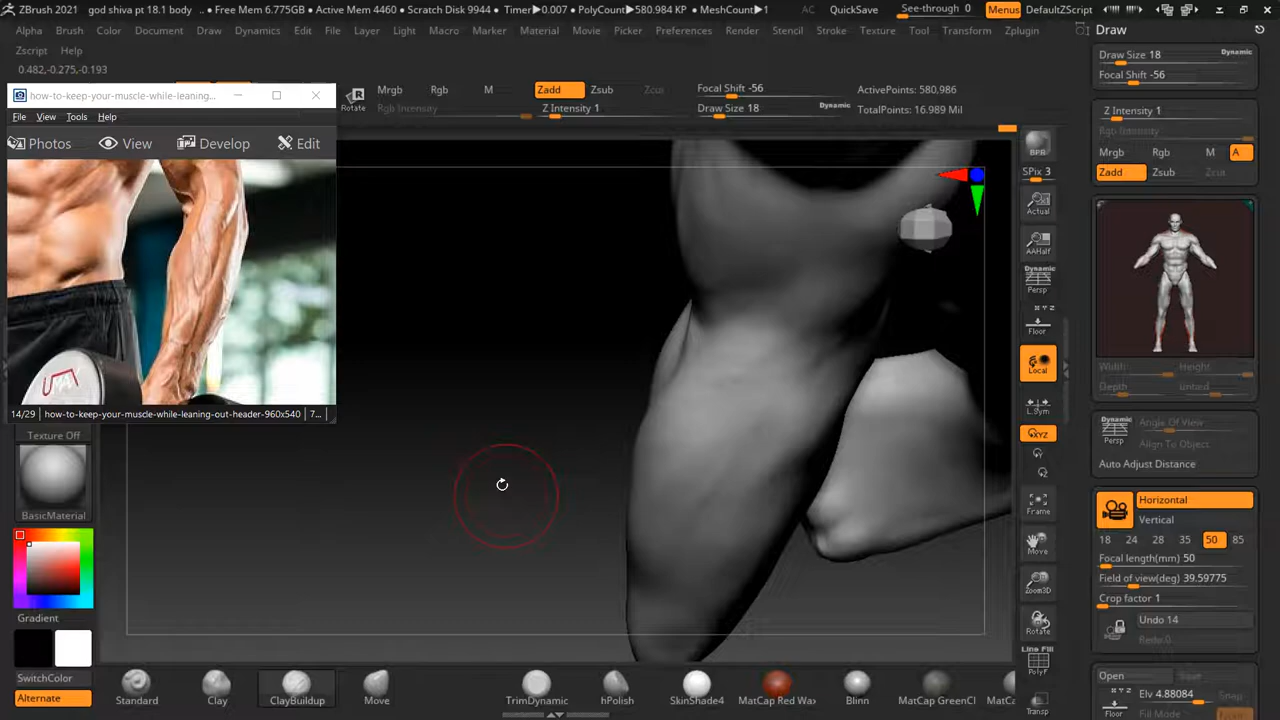 ZBrush 2021 god shiva pt 18.1 body .. • Free Mem 6.775GB • Active Mem 4460 • Scratch Disk 9944 • Timer▶0.007 • PolyCount▶580.984 KP • MeshCount▶1 AC QuickSave See-through 0 Menus DefaultZScript
Alpha Brush Color Document Draw Dynamics Edit File Layer Light Macro Marker Material Movie Picker Preferences Render Stencil Stroke Texture Tool Transform Zplugin
Zscript Help
0.482,-0.275,-0.193
how-to-keep-your-muscle-while-leaning...
File View Tools Help
Photos View Develop Edit
14/29 how-to-keep-your-muscle-while-leaning-out-header-960x540 7...
Rotate
Mrgb Rgb M
Rgb Intensity
Zadd Zsub Zcut
Z Intensity 1
Focal Shift -56
Draw Size 18 Dynamic
ActivePoints: 580,986
TotalPoints: 16.989 Mil
Texture Off
BasicMaterial
Gradient
SwitchColor
Alternate
Standard Clay ClayBuildup Move TrimDynamic hPolish SkinShade4 MatCap Red Wax Blinn MatCap GreenCl MatCa
BPR
SPix 3
Actual
AAHalf
Dynamic
Persp
X Y Z
Floor
Local
L.Sym
XYZ
Frame
Move
Zoom3D
Rotate
Line Fill
PolyF
Transp
Draw
Draw Size 18 Dynamic
Focal Shift -56
Z Intensity 1
Rgb Intensity
Mrgb Rgb M A
Zadd Zsub Zcut
Width Height
Depth Imbed
Dynamic
Persp
Angle Of View
Align To Object
Auto Adjust Distance
Horizontal
Vertical
18 24 28 35 50 85
Focal length(mm) 50
Field of view(deg) 39.59775
Crop factor 1
Undo 14
Redo 0
Open Save
X Y Z
Floor
Elv 4.88084 Snap
Fill Mode